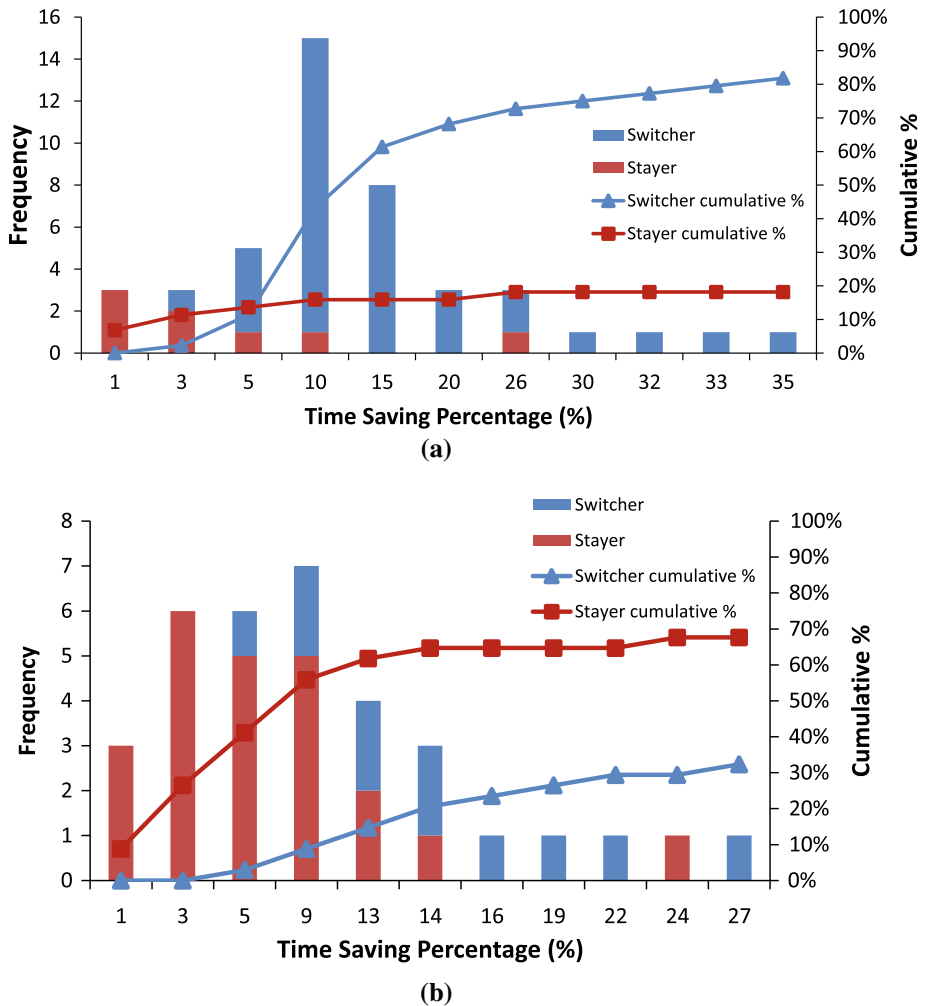 16
14
12
10
8
6
4
2
0
Frequency
100%
90%
80%
70%
60%
50%
40%
30%
20%
10%
0%
Cumulative %
Switcher
Stayer
Switcher cumulative %
Stayer cumulative %
1 3 5 10 15 20 26 30 32 33 35
Time Saving Percentage (%)
(a)
Switcher
Stayer
Switcher cumulative %
Stayer cumulative %
8
7
6
5
4
3
2
1
0
Frequency
100%
90%
80%
70%
60%
50%
40%
30%
20%
10%
0%
Cumulative %
1 3 5 9 13 14 16 19 22 24 27
Time Saving Percentage (%)
(b)